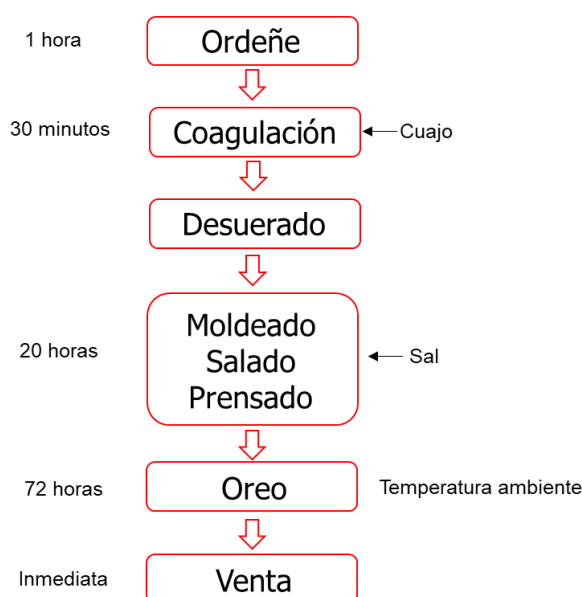 1 hora
Ordeñe
30 minutos
Coagulación
Cuajo
Desuerado
20 horas
Moldeado
Salado
Prensado
Sal
72 horas
Oreo
Temperatura ambiente
Inmediata
Venta